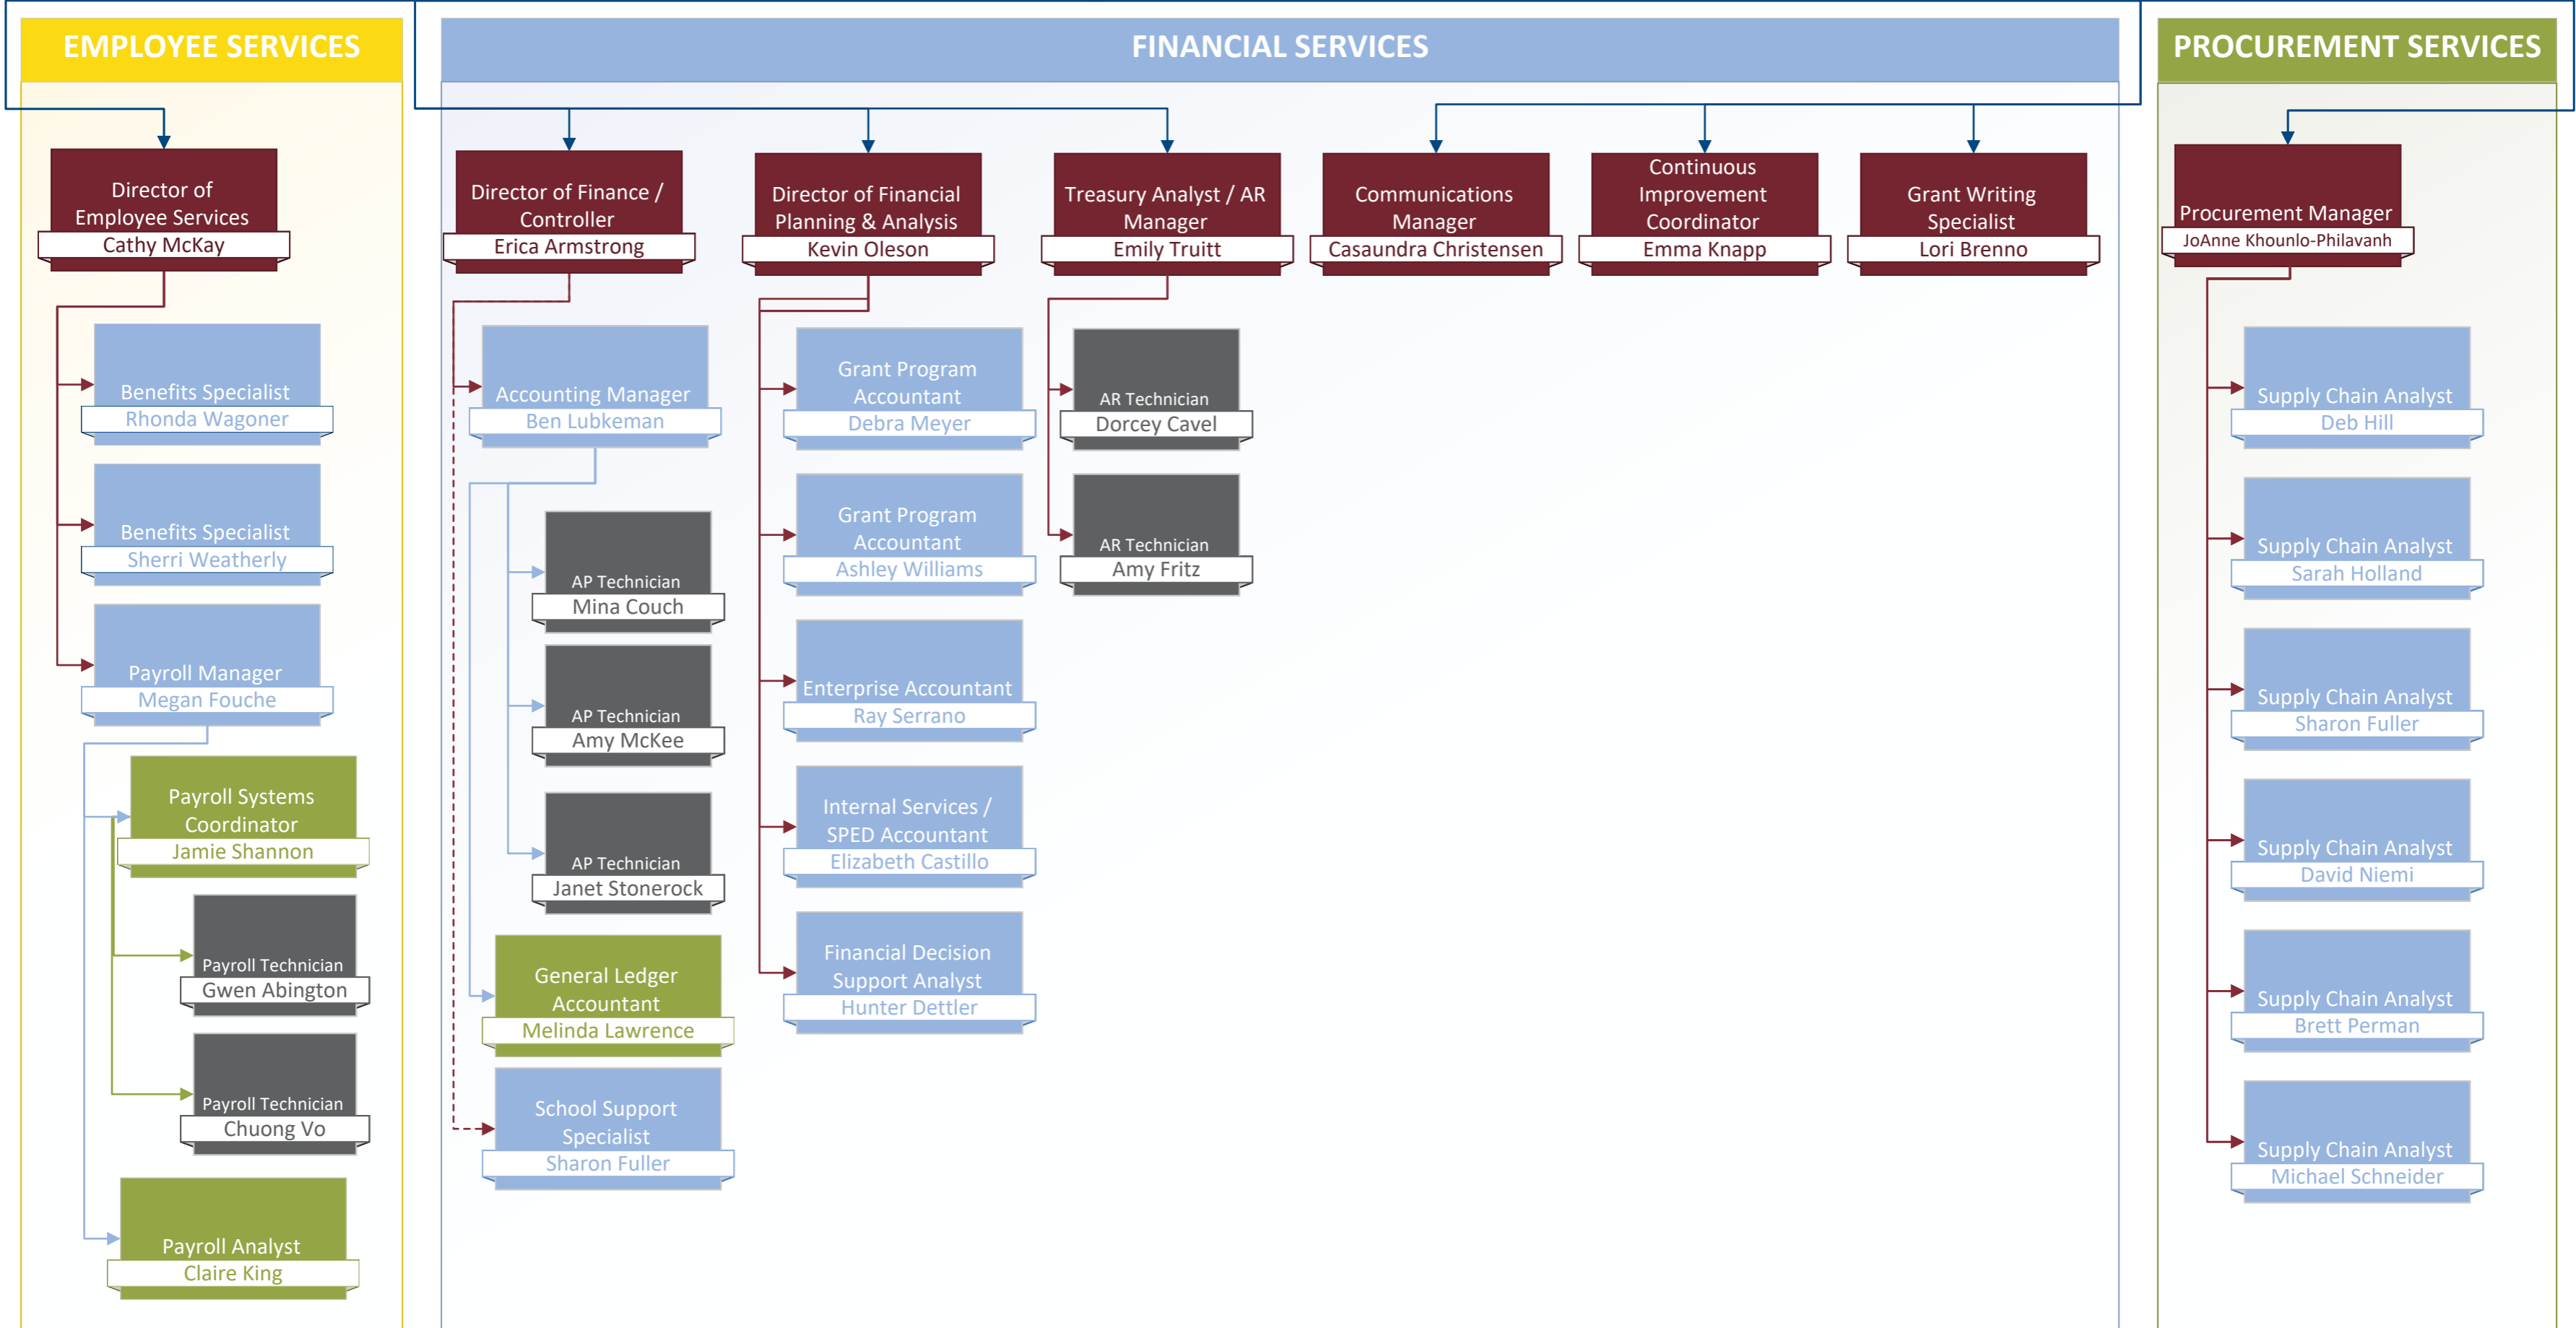 EMPLOYEE SERVICES
Director of
Employee Services
Cathy McKay
Benefits Specialist
Rhonda Wagoner
Benefits Specialist
Sherri Weatherly
Payroll Manager
Megan Fouche
Payroll Systems
Coordinator
Jamie Shannon
Payroll Technician
Gwen Abington
Payroll Technician
Chuong Vo
Payroll Analyst
Claire King
FINANCIAL SERVICES
Director of Finance /
Controller
Erica Armstrong
Accounting Manager
Ben Lubkeman
AP Technician
Mina Couch
AP Technician
Amy McKee
AP Technician
Janet Stonerock
General Ledger
Accountant
Melinda Lawrence
School Support
Specialist
Sharon Fuller
Director of Financial
Planning & Analysis
Kevin Oleson
Grant Program
Accountant
Debra Meyer
Grant Program
Accountant
Ashley Williams
Enterprise Accountant
Ray Serrano
Internal Services /
SPED Accountant
Elizabeth Castillo
Financial Decision
Support Analyst
Hunter Dettler
Treasury Analyst / AR
Manager
Emily Truitt
AR Technician
Dorcey Cavel
AR Technician
Amy Fritz
Communications
Manager
Casaundra Christensen
Continuous
Improvement
Coordinator
Emma Knapp
Grant Writing
Specialist
Lori Brenno
PROCUREMENT SERVICES
Procurement Manager
JoAnne Khounlo-Philavanh
Supply Chain Analyst
Deb Hill
Supply Chain Analyst
Sarah Holland
Supply Chain Analyst
Sharon Fuller
Supply Chain Analyst
David Niemi
Supply Chain Analyst
Brett Perman
Supply Chain Analyst
Michael Schneider